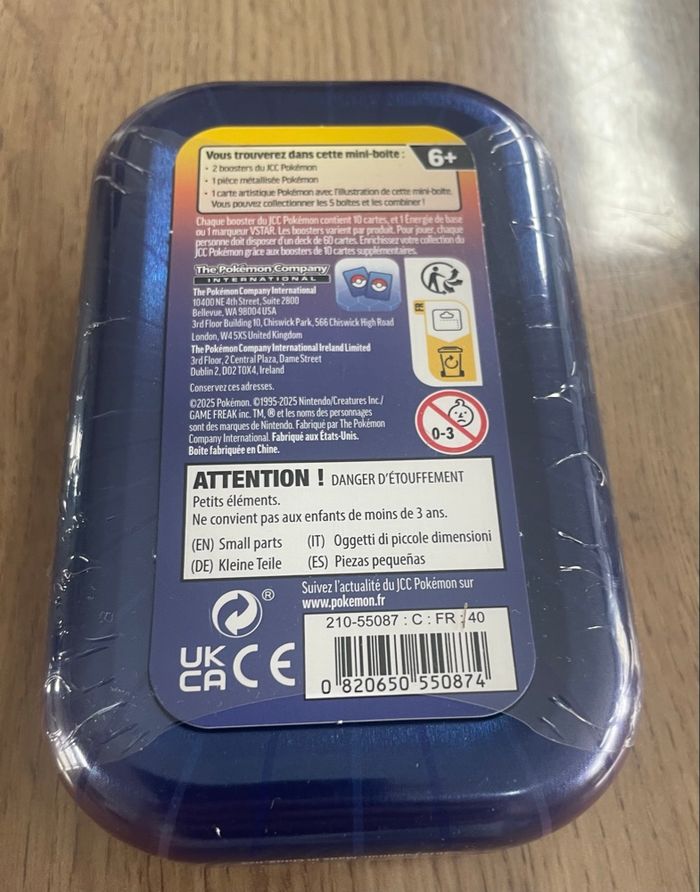 Vous trouverez dans cette mini-boîte :
6+
• 2 boosters du JCC Pokémon
• 1 pièce métallisée Pokémon
• 1 carte artistique Pokémon avec l'illustration de cette mini-boîte.
Vous pouvez collectionner les 5 boîtes et les combiner !
Chaque booster du JCC Pokémon contient 10 cartes, et 1 Énergie de base
ou 1 marqueur VSTAR. Les boosters varient par produit. Pour jouer, chaque
personne doit disposer d'un deck de 60 cartes. Enrichissez votre collection du
JCC Pokémon grâce aux boosters de 10 cartes supplémentaires.
The Pokémon Company
INTERNATIONAL
The Pokémon Company International
10400 NE 4th Street, Suite 2800
Bellevue, WA 98004 USA
3rd Floor Building 10, Chiswick Park, 566 Chiswick High Road
London, W4 5XS United Kingdom
The Pokémon Company International Ireland Limited
3rd Floor, 2 Central Plaza, Dame Street
Dublin 2, D02 T0X4, Ireland
Conservez ces adresses.
©2025 Pokémon. ©1995-2025 Nintendo/Creatures Inc./
GAME FREAK inc. TM, ® et les noms des personnages
sont des marques de Nintendo. Fabriqué par The Pokémon
Company International. Fabriqué aux États-Unis.
Boîte fabriquée en Chine.
FR
0-3
ATTENTION ! DANGER D'ÉTOUFFEMENT
Petits éléments.
Ne convient pas aux enfants de moins de 3 ans.
(EN) Small parts (IT) Oggetti di piccole dimensioni
(DE) Kleine Teile (ES) Piezas pequeñas
Suivez l'actualité du JCC Pokémon sur
www.pokemon.fr
®
UK
CA CE
210-55087 : C : FR : 40
0 820650 550874